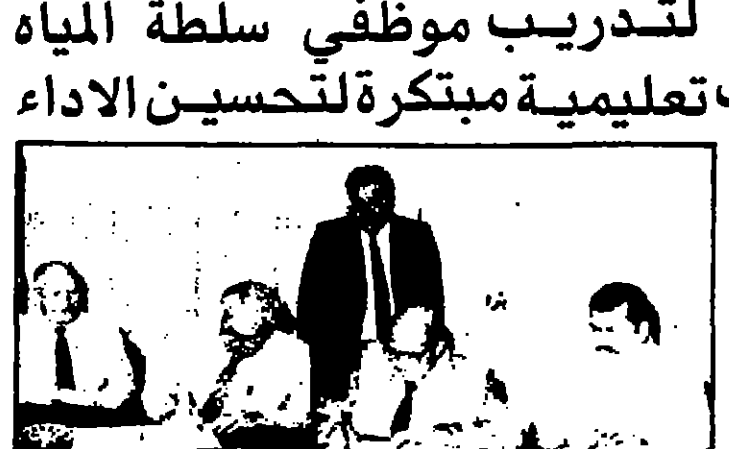 لتدريب موظفي سلطة المياه
تعليمية مبتكرة لتحسين الاداء